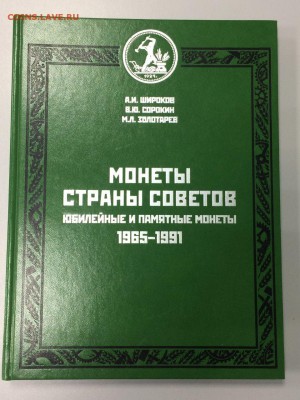 COINS.LAVE.RU
А.И. ШИРОКОВ
В.Ю. СОРОКИН
М.Л. ЗОЛОТАРЕВ
МОНЕТЫ
СТРАНЫ СОВЕТОВ
ЮБИЛЕЙНЫЕ И ПАМЯТНЫЕ МОНЕТЫ
1965–1991